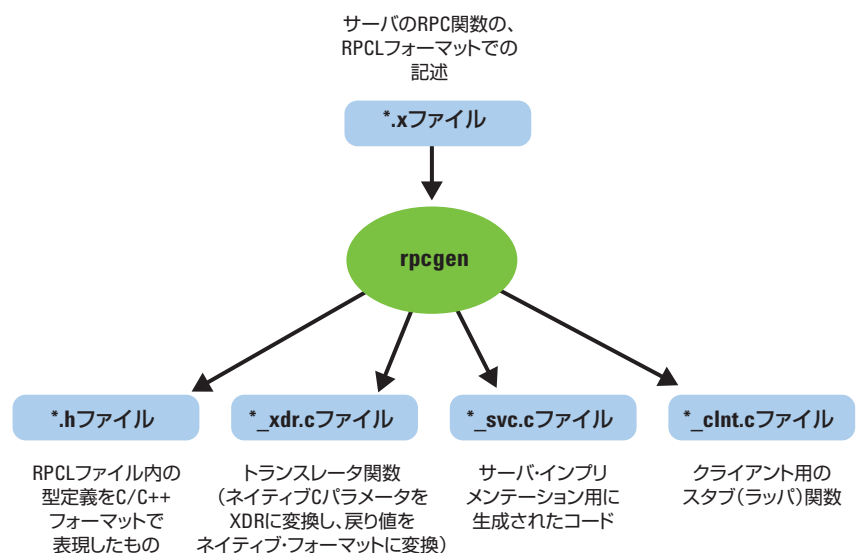 サーバのRPC関数の、
RPCLフォーマットでの
記述
*.xファイル
rpcgen
*.hファイル
*_xdr.cファイル
*_svc.cファイル
*_clnt.cファイル
RPCLファイル内の
型定義をC/C++
フォーマットで
表現したもの
トランスレータ関数
（ネイティブCパラメータを
XDRに変換し、戻り値を
ネイティブ・フォーマットに変換）
サーバ・インプリ
メンテーション用に
生成されたコード
クライアント用の
スタブ（ラッパ）関数